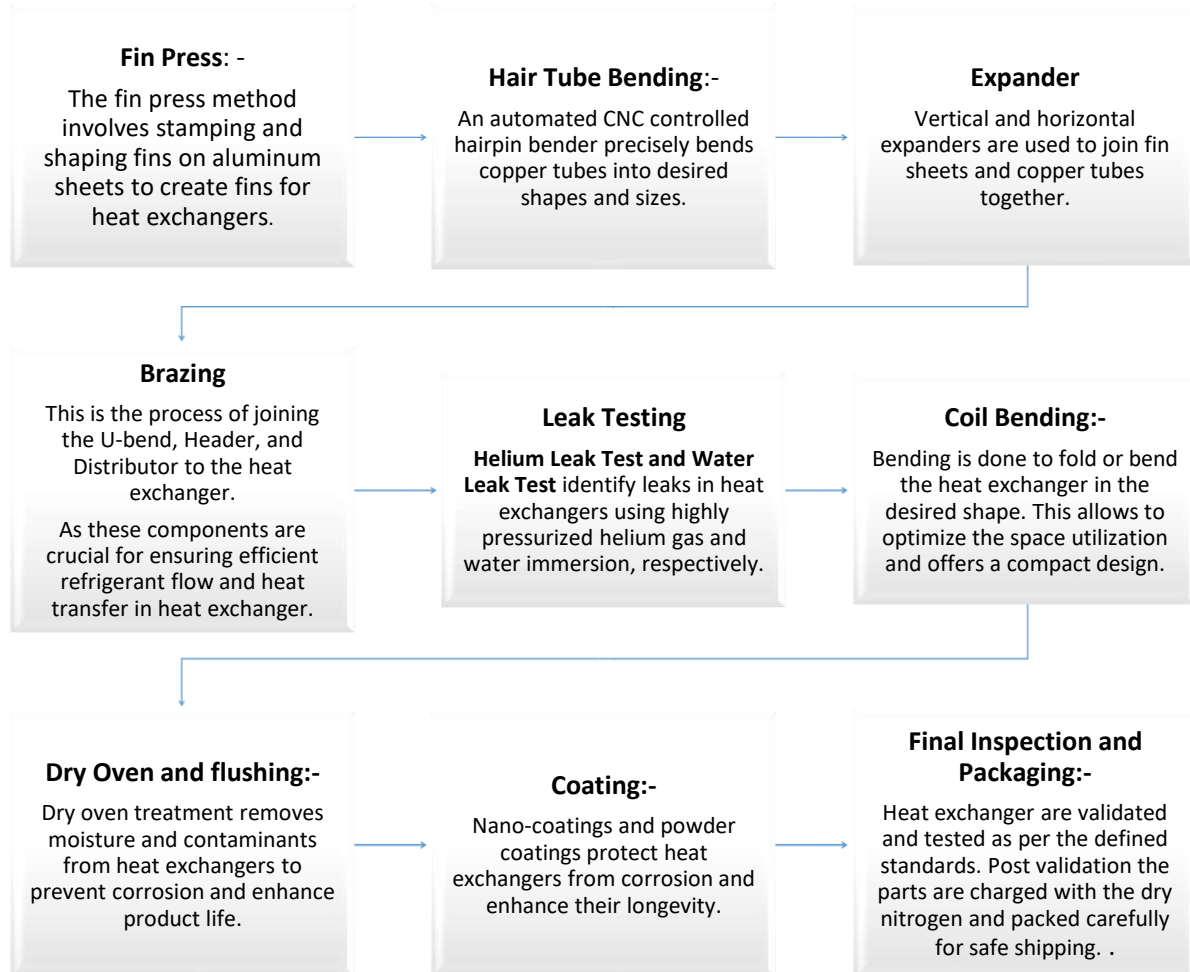 Fin Press: -
The fin press method
involves stamping and
shaping fins on aluminum
sheets to create fins for
heat exchangers.
Hair Tube Bending:-
An automated CNC controlled
hairpin bender precisely bends
copper tubes into desired
shapes and sizes.
Expander
Vertical and horizontal
expanders are used to join fin
sheets and copper tubes
together.
Brazing
This is the process of joining
the U-bend, Header, and
Distributor to the heat
exchanger.
As these components are
crucial for ensuring efficient
refrigerant flow and heat
transfer in heat exchanger.
Leak Testing
Helium Leak Test and Water
Leak Test identify leaks in heat
exchangers using highly
pressurized helium gas and
water immersion, respectively.
Coil Bending:-
Bending is done to fold or bend
the heat exchanger in the
desired shape. This allows to
optimize the space utilization
and offers a compact design.
Dry Oven and flushing:-
Dry oven treatment removes
moisture and contaminants
from heat exchangers to
prevent corrosion and enhance
product life.
Coating:-
Nano-coatings and powder
coatings protect heat
exchangers from corrosion and
enhance their longevity.
Final Inspection and
Packaging:-
Heat exchanger are validated
and tested as per the defined
standards. Post validation the
parts are charged with the dry
nitrogen and packed carefully
for safe shipping. .